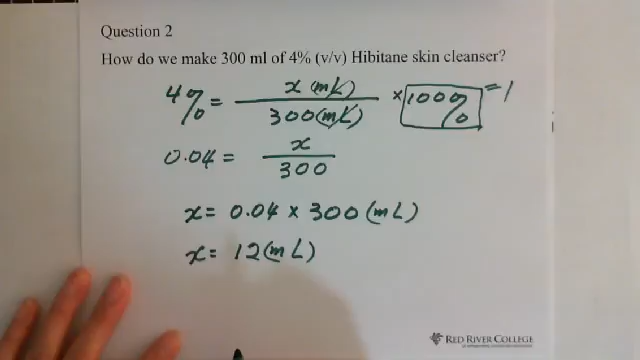 Question 2
How do we make 300 ml of 4% (v/v) Hibitane skin cleanser?
4% = x (mL) / 300 (mL) × 100% = 1
0.04 = x / 300
x = 0.04 × 300 (mL)
x = 12 (mL)
RED RIVER COLLEGE